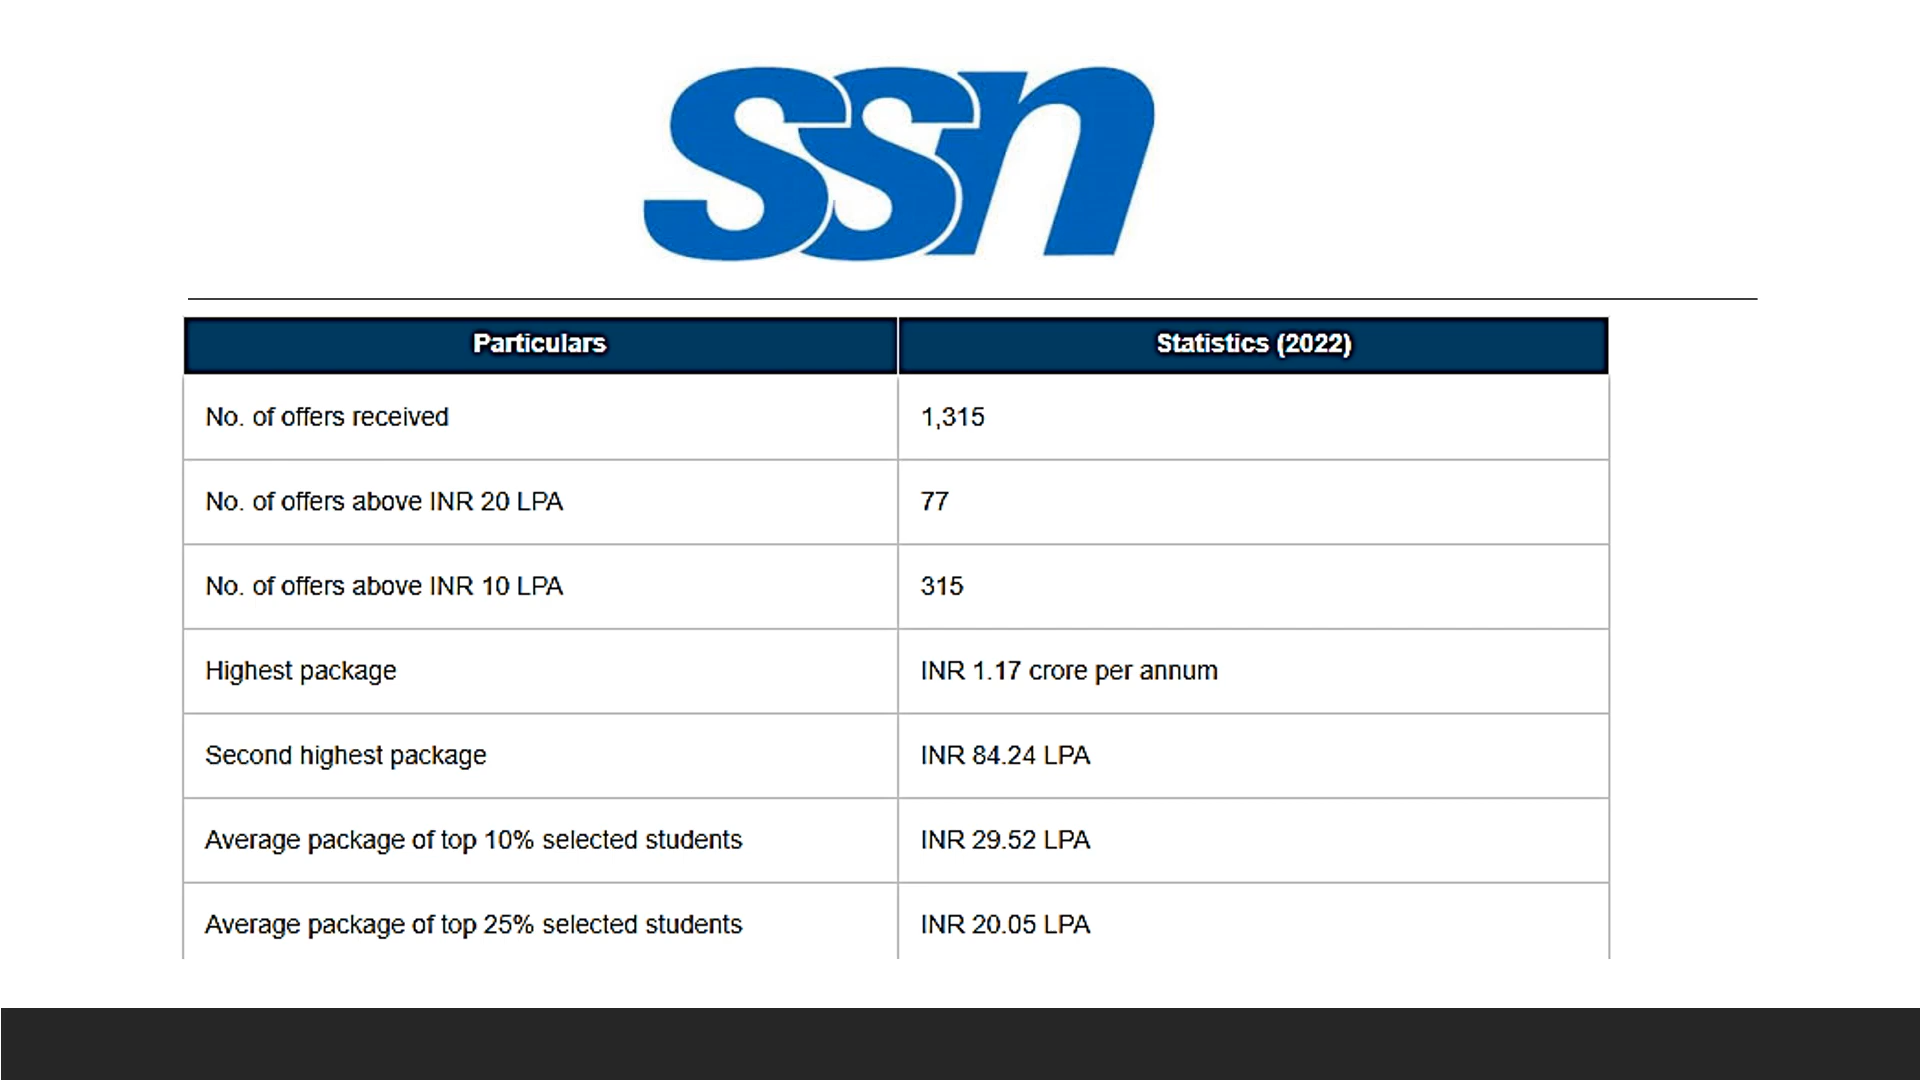 ssn
Particulars Statistics (2022)
No. of offers received 1,315
No. of offers above INR 20 LPA 77
No. of offers above INR 10 LPA 315
Highest package INR 1.17 crore per annum
Second highest package INR 84.24 LPA
Average package of top 10% selected students INR 29.52 LPA
Average package of top 25% selected students INR 20.05 LPA